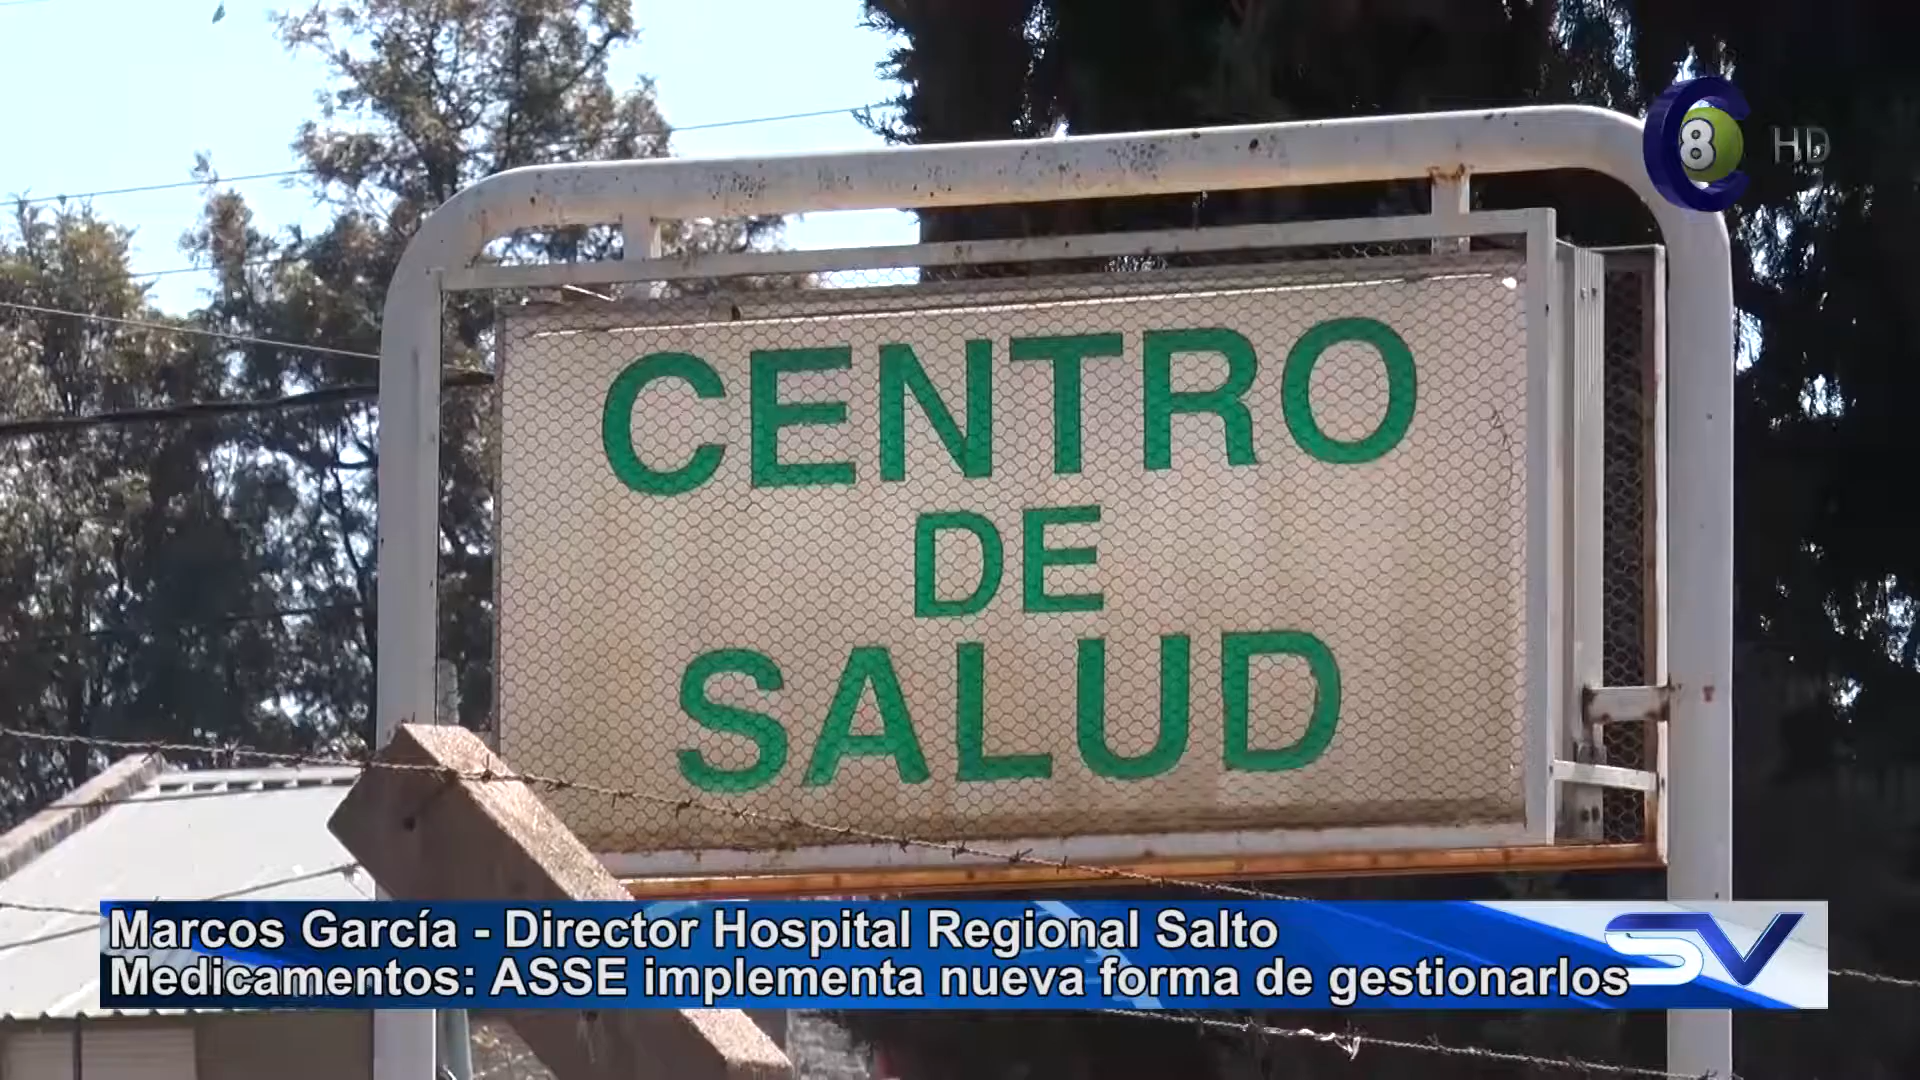 8 HD
CENTRO
DE
SALUD
Marcos García - Director Hospital Regional Salto
SV
Medicamentos: ASSE implementa nueva forma de gestionarlos